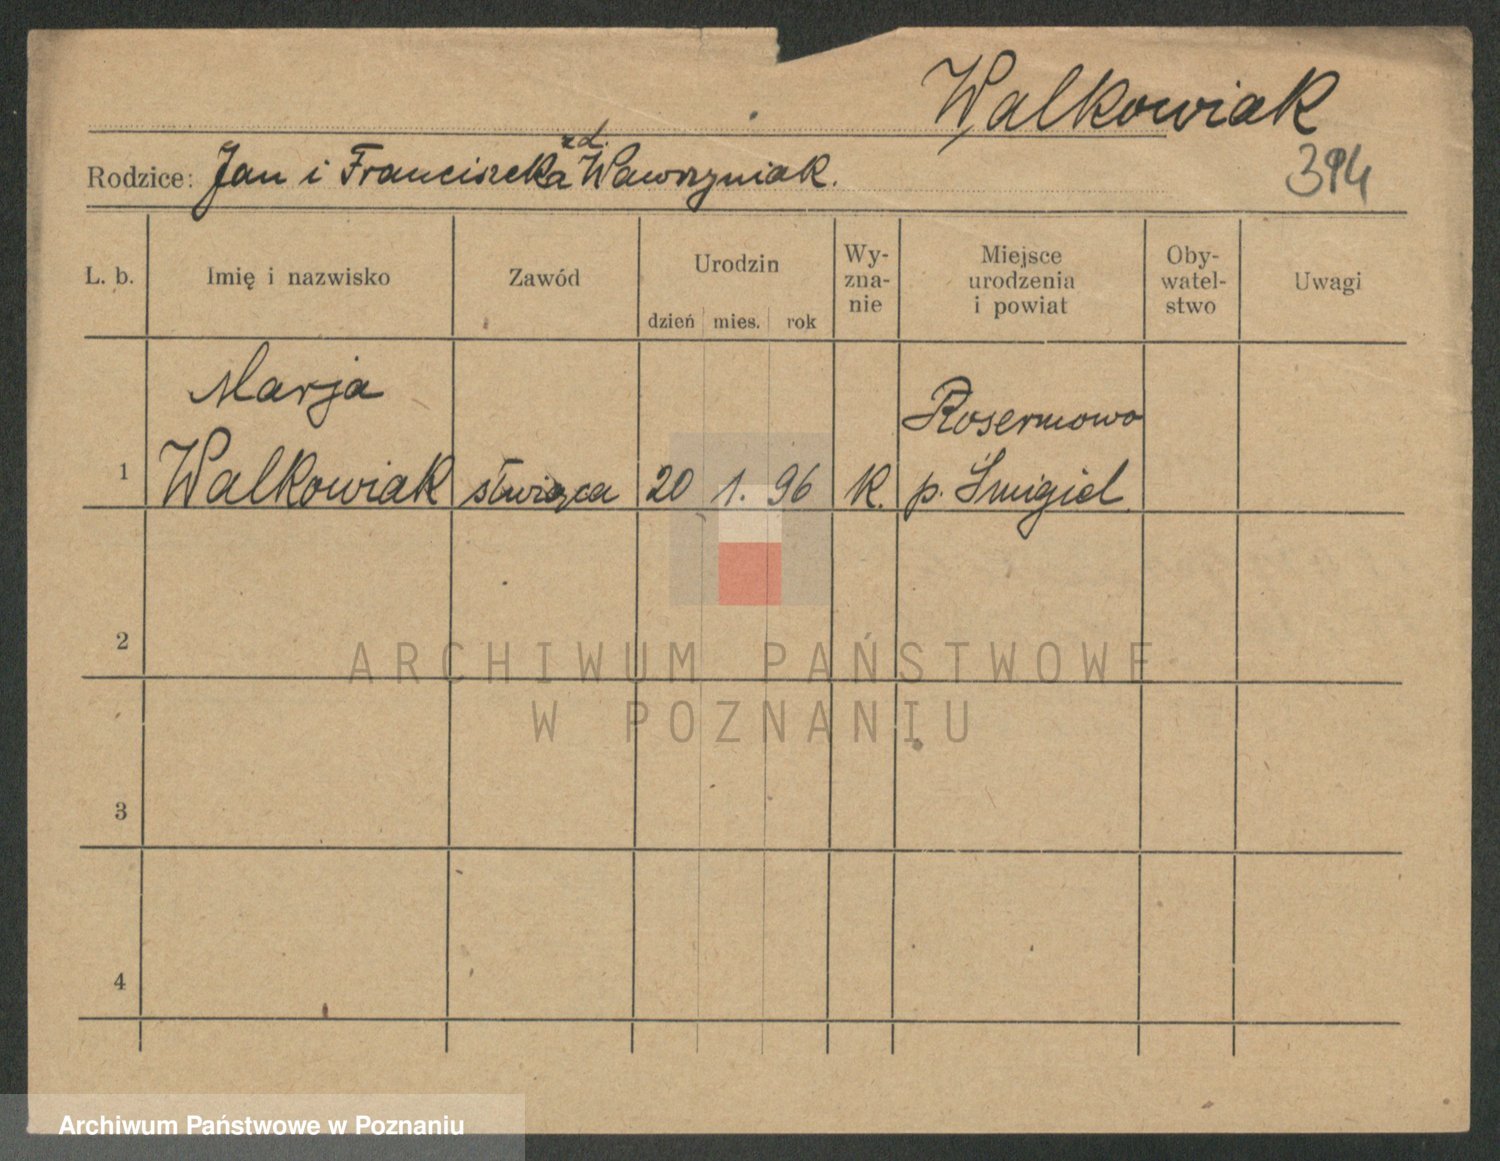 Walkowiak
394
zd.
Rodzice: Jan i Franciszka Wawrzyniak.
L. b.
Imię i nazwisko
Zawód
Urodzin
dzień mies. rok
Wy-
zna-
nie
Miejsce
urodzenia
i powiat
Oby-
watel-
stwo
Uwagi
1
Marja
Walkowiak
służąca
20 1. 96
k.
p. Śmigiel.
2
3
4
ARCHIWUM PAŃSTWOWE
W POZNANIU
Archiwum Państwowe w Poznaniu